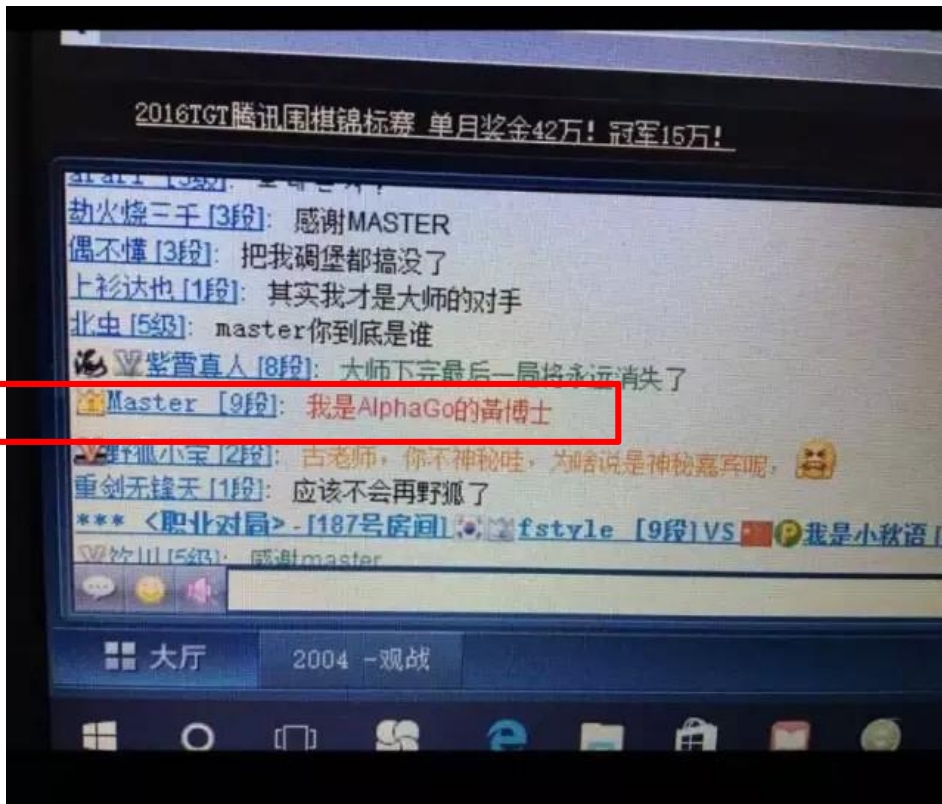 2016TGT腾讯围棋锦标赛 单月奖金42万！冠军15万！
劫火烧三千 [3段]: 感谢MASTER
偶不懂 [3段]: 把我碉堡都搞没了
上衫达也 [1段]: 其实我才是大师的对手
北虫 [5级]: master你到底是谁
紫霄真人 [8段]: 大师下完最后一局将永远消失了
Master [9段]: 我是AlphaGo的黃博士
野狐小宝 [2段]: 古老师，你不神秘哇，为啥说是神秘嘉宾呢，
重剑无锋天 [1段]: 应该不会再野狐了
*** <职业对局>-[187号房间] fstyle [9段] VS P我是小秋语 [
饮川 [5级]: 感谢master
大厅 2004 -观战